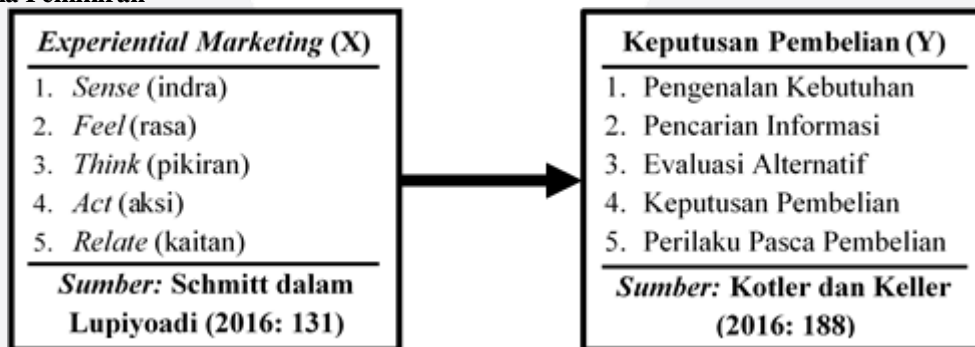 Experiential Marketing (X)
1. Sense (indra)
2. Feel (rasa)
3. Think (pikiran)
4. Act (aksi)
5. Relate (kaitan)
Sumber: Schmitt dalam
Lupiyoadi (2016: 131)
Keputusan Pembelian (Y)
1. Pengenalan Kebutuhan
2. Pencarian Informasi
3. Evaluasi Alternatif
4. Keputusan Pembelian
5. Perilaku Pasca Pembelian
Sumber: Kotler dan Keller
(2016: 188)